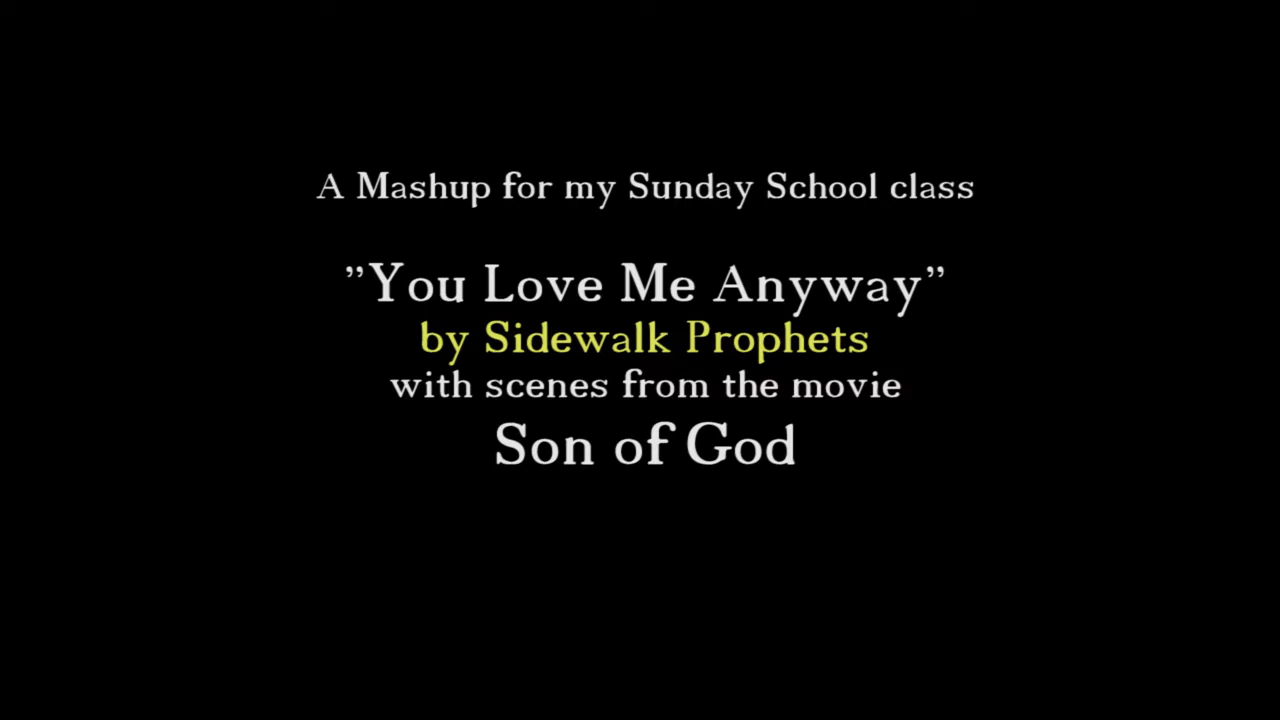 A Mashup for my Sunday School class
”You Love Me Anyway”
by Sidewalk Prophets
with scenes from the movie
Son of God